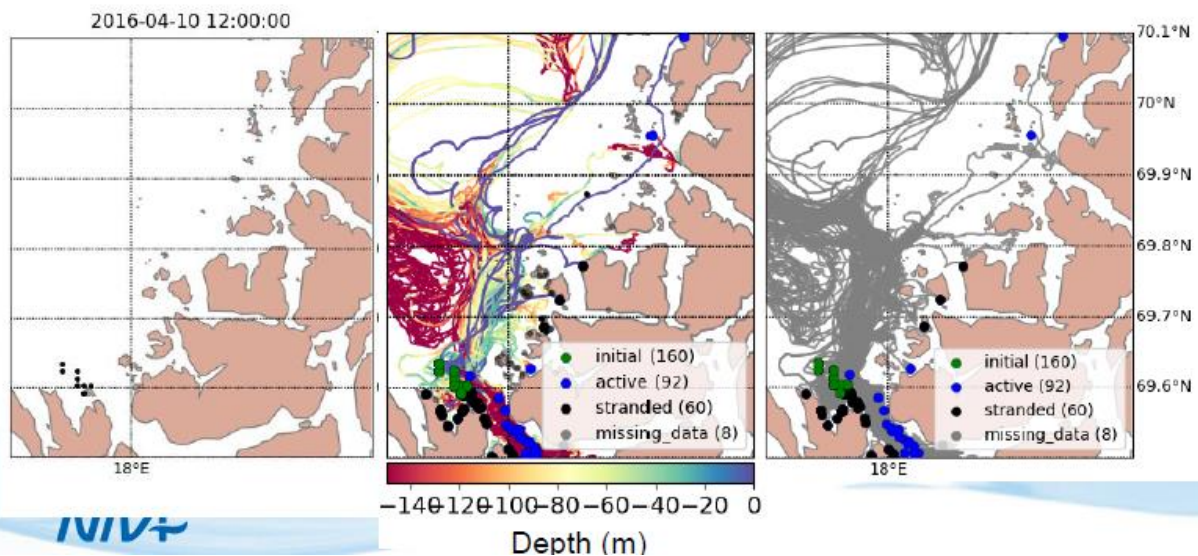 2016-04-10 12:00:00
70.1°N
70°N
69.9°N
69.8°N
69.7°N
69.6°N
initial (160)
active (92)
stranded (60)
missing_data (8)
initial (160)
active (92)
stranded (60)
missing_data (8)
18°E
18°E
−140−120−100−80 −60 −40 −20 0
Depth (m)